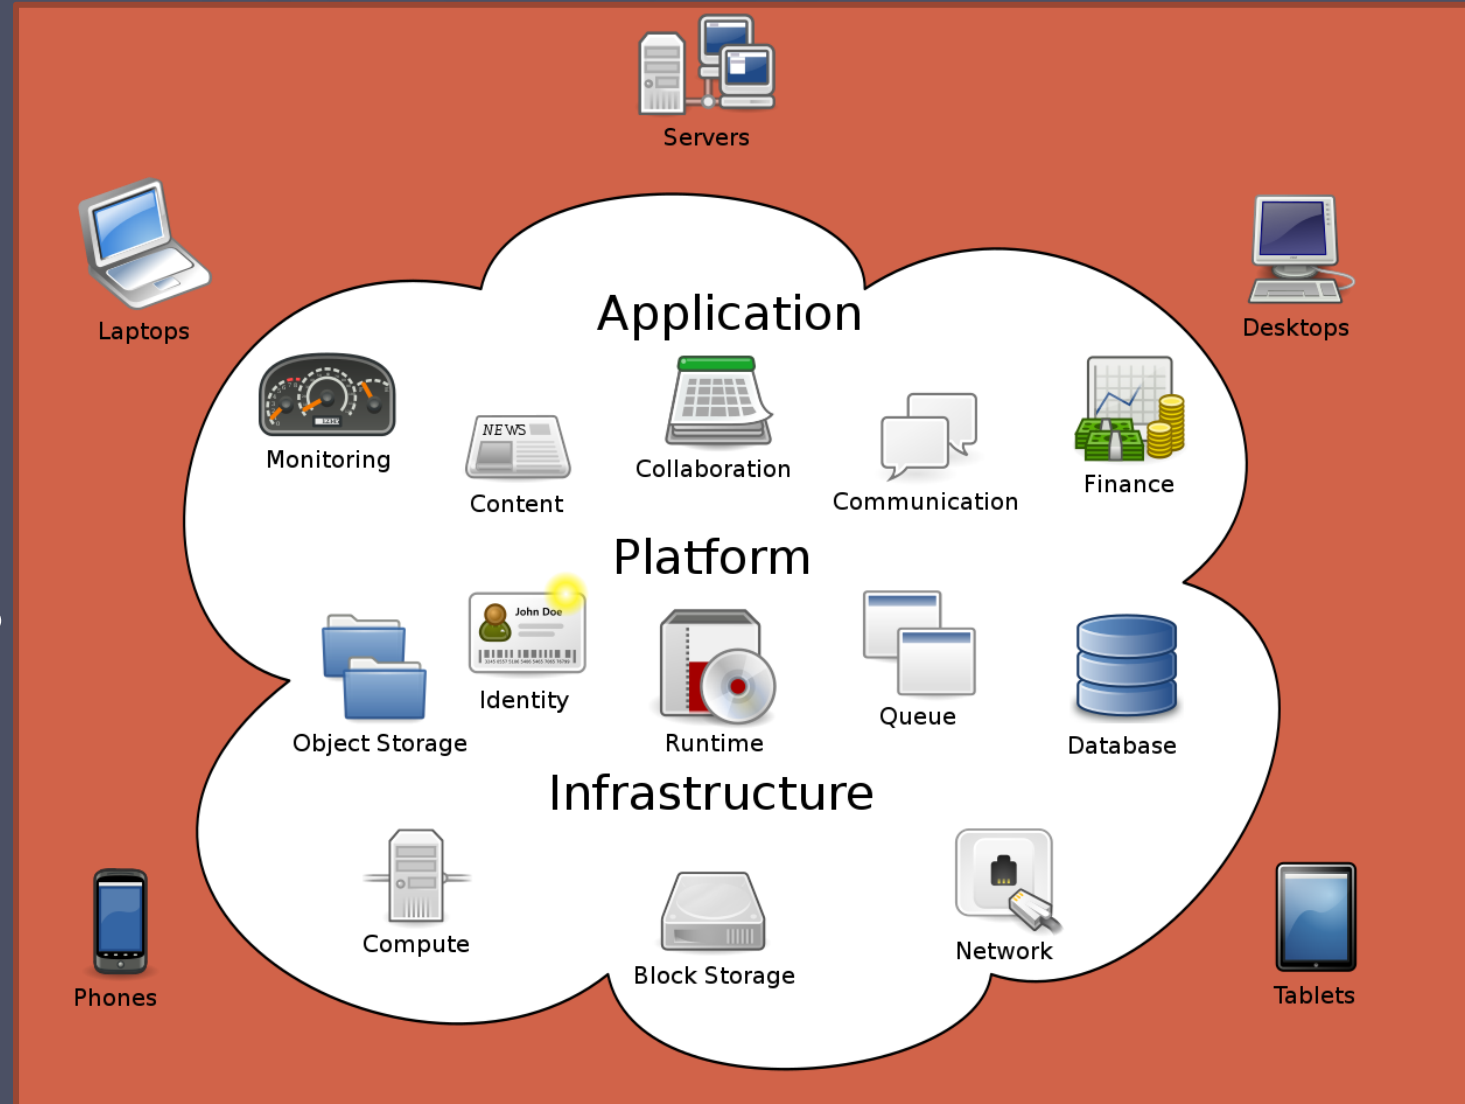 Servers
Laptops
Desktops
Application
Monitoring
NEWS
Content
Collaboration
Communication
Finance
Platform
John Doe
Object Storage
Identity
Runtime
Queue
Database
Infrastructure
Compute
Block Storage
Network
Phones
Tablets